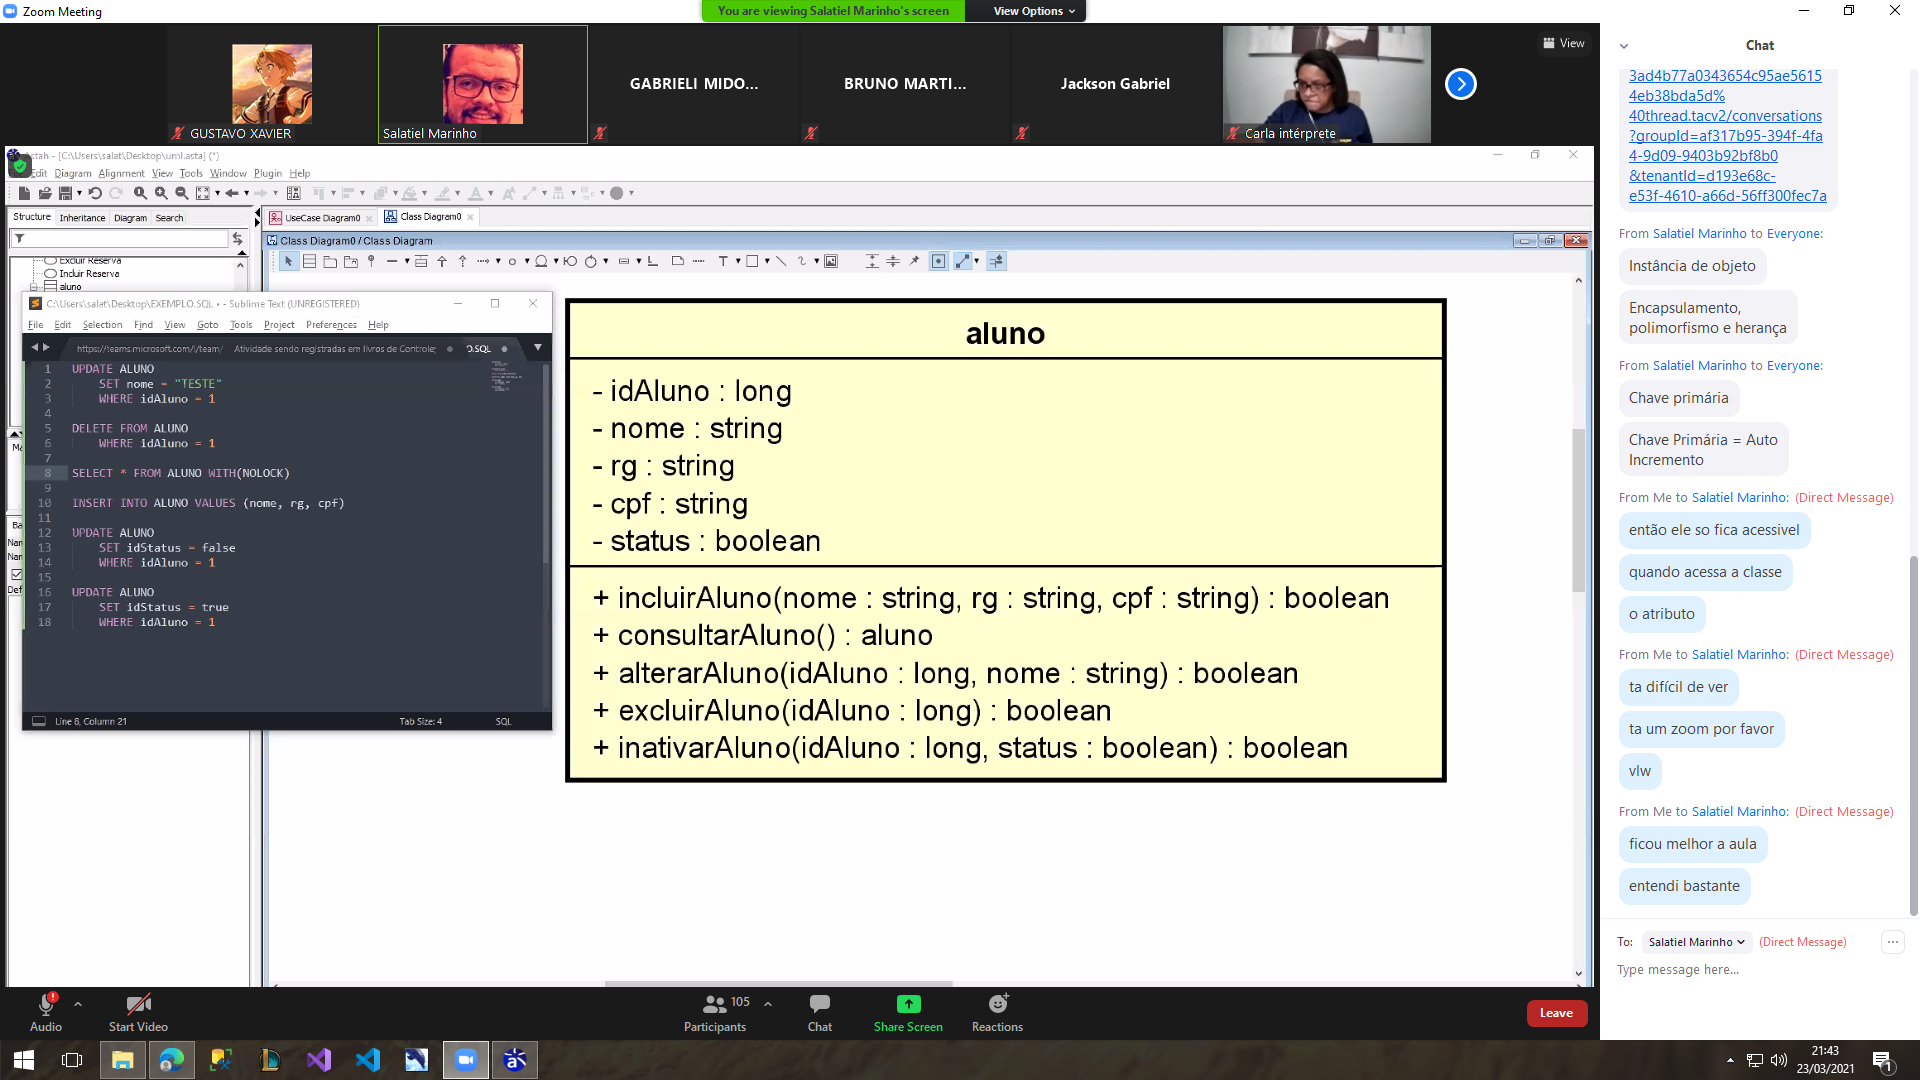 Zoom Meeting
You are viewing Salatiel Marinho's screen
View Options
GUSTAVO XAVIER
Salatiel Marinho
GABRIELI MIDO...
BRUNO MARTI...
Jackson Gabriel
Carla intérprete
View
- [C:\Users\salat\Desktop\uml.asta] (*)
Edit Diagram Alignment View Tools Window Plugin Help
Structure Inheritance Diagram Search
UseCase Diagram0
Class Diagram0
Class Diagram0 / Class Diagram
Excluir Reserva
Incluir Reserva
aluno
C:\Users\salat\Desktop\EXEMPLO.SQL • - Sublime Text (UNREGISTERED)
File Edit Selection Find View Goto Tools Project Preferences Help
https://teams.microsoft.com/l/team/
Atividade sendo registradas em livros de Controle
O.SQL
1 UPDATE ALUNO
2 SET nome = "TESTE"
3 WHERE idAluno = 1
4
5 DELETE FROM ALUNO
6 WHERE idAluno = 1
7
8 SELECT * FROM ALUNO WITH(NOLOCK)
9
10 INSERT INTO ALUNO VALUES (nome, rg, cpf)
11
12 UPDATE ALUNO
13 SET idStatus = false
14 WHERE idAluno = 1
15
16 UPDATE ALUNO
17 SET idStatus = true
18 WHERE idAluno = 1
Line 8, Column 21
Tab Size: 4
SQL
aluno
- idAluno : long
- nome : string
- rg : string
- cpf : string
- status : boolean
+ incluirAluno(nome : string, rg : string, cpf : string) : boolean
+ consultarAluno() : aluno
+ alterarAluno(idAluno : long, nome : string) : boolean
+ excluirAluno(idAluno : long) : boolean
+ inativarAluno(idAluno : long, status : boolean) : boolean
Chat
3ad4b77a0343654c95ae5615
4eb38bda5d%
40thread.tacv2/conversations
?groupId=af317b95-394f-4fa
4-9d09-9403b92bf8b0
&tenantId=d193e68c-
e53f-4610-a66d-56ff300fec7a
From Salatiel Marinho to Everyone:
Instância de objeto
Encapsulamento,
polimorfismo e herança
From Salatiel Marinho to Everyone:
Chave primária
Chave Primária = Auto
Incremento
From Me to Salatiel Marinho: (Direct Message)
então ele so fica acessivel
quando acessa a classe
o atributo
From Me to Salatiel Marinho: (Direct Message)
ta difícil de ver
ta um zoom por favor
vlw
From Me to Salatiel Marinho: (Direct Message)
ficou melhor a aula
entendi bastante
To: Salatiel Marinho (Direct Message)
Type message here...
Audio
Start Video
105
Participants
Chat
Share Screen
Reactions
Leave
21:43
23/03/2021
1